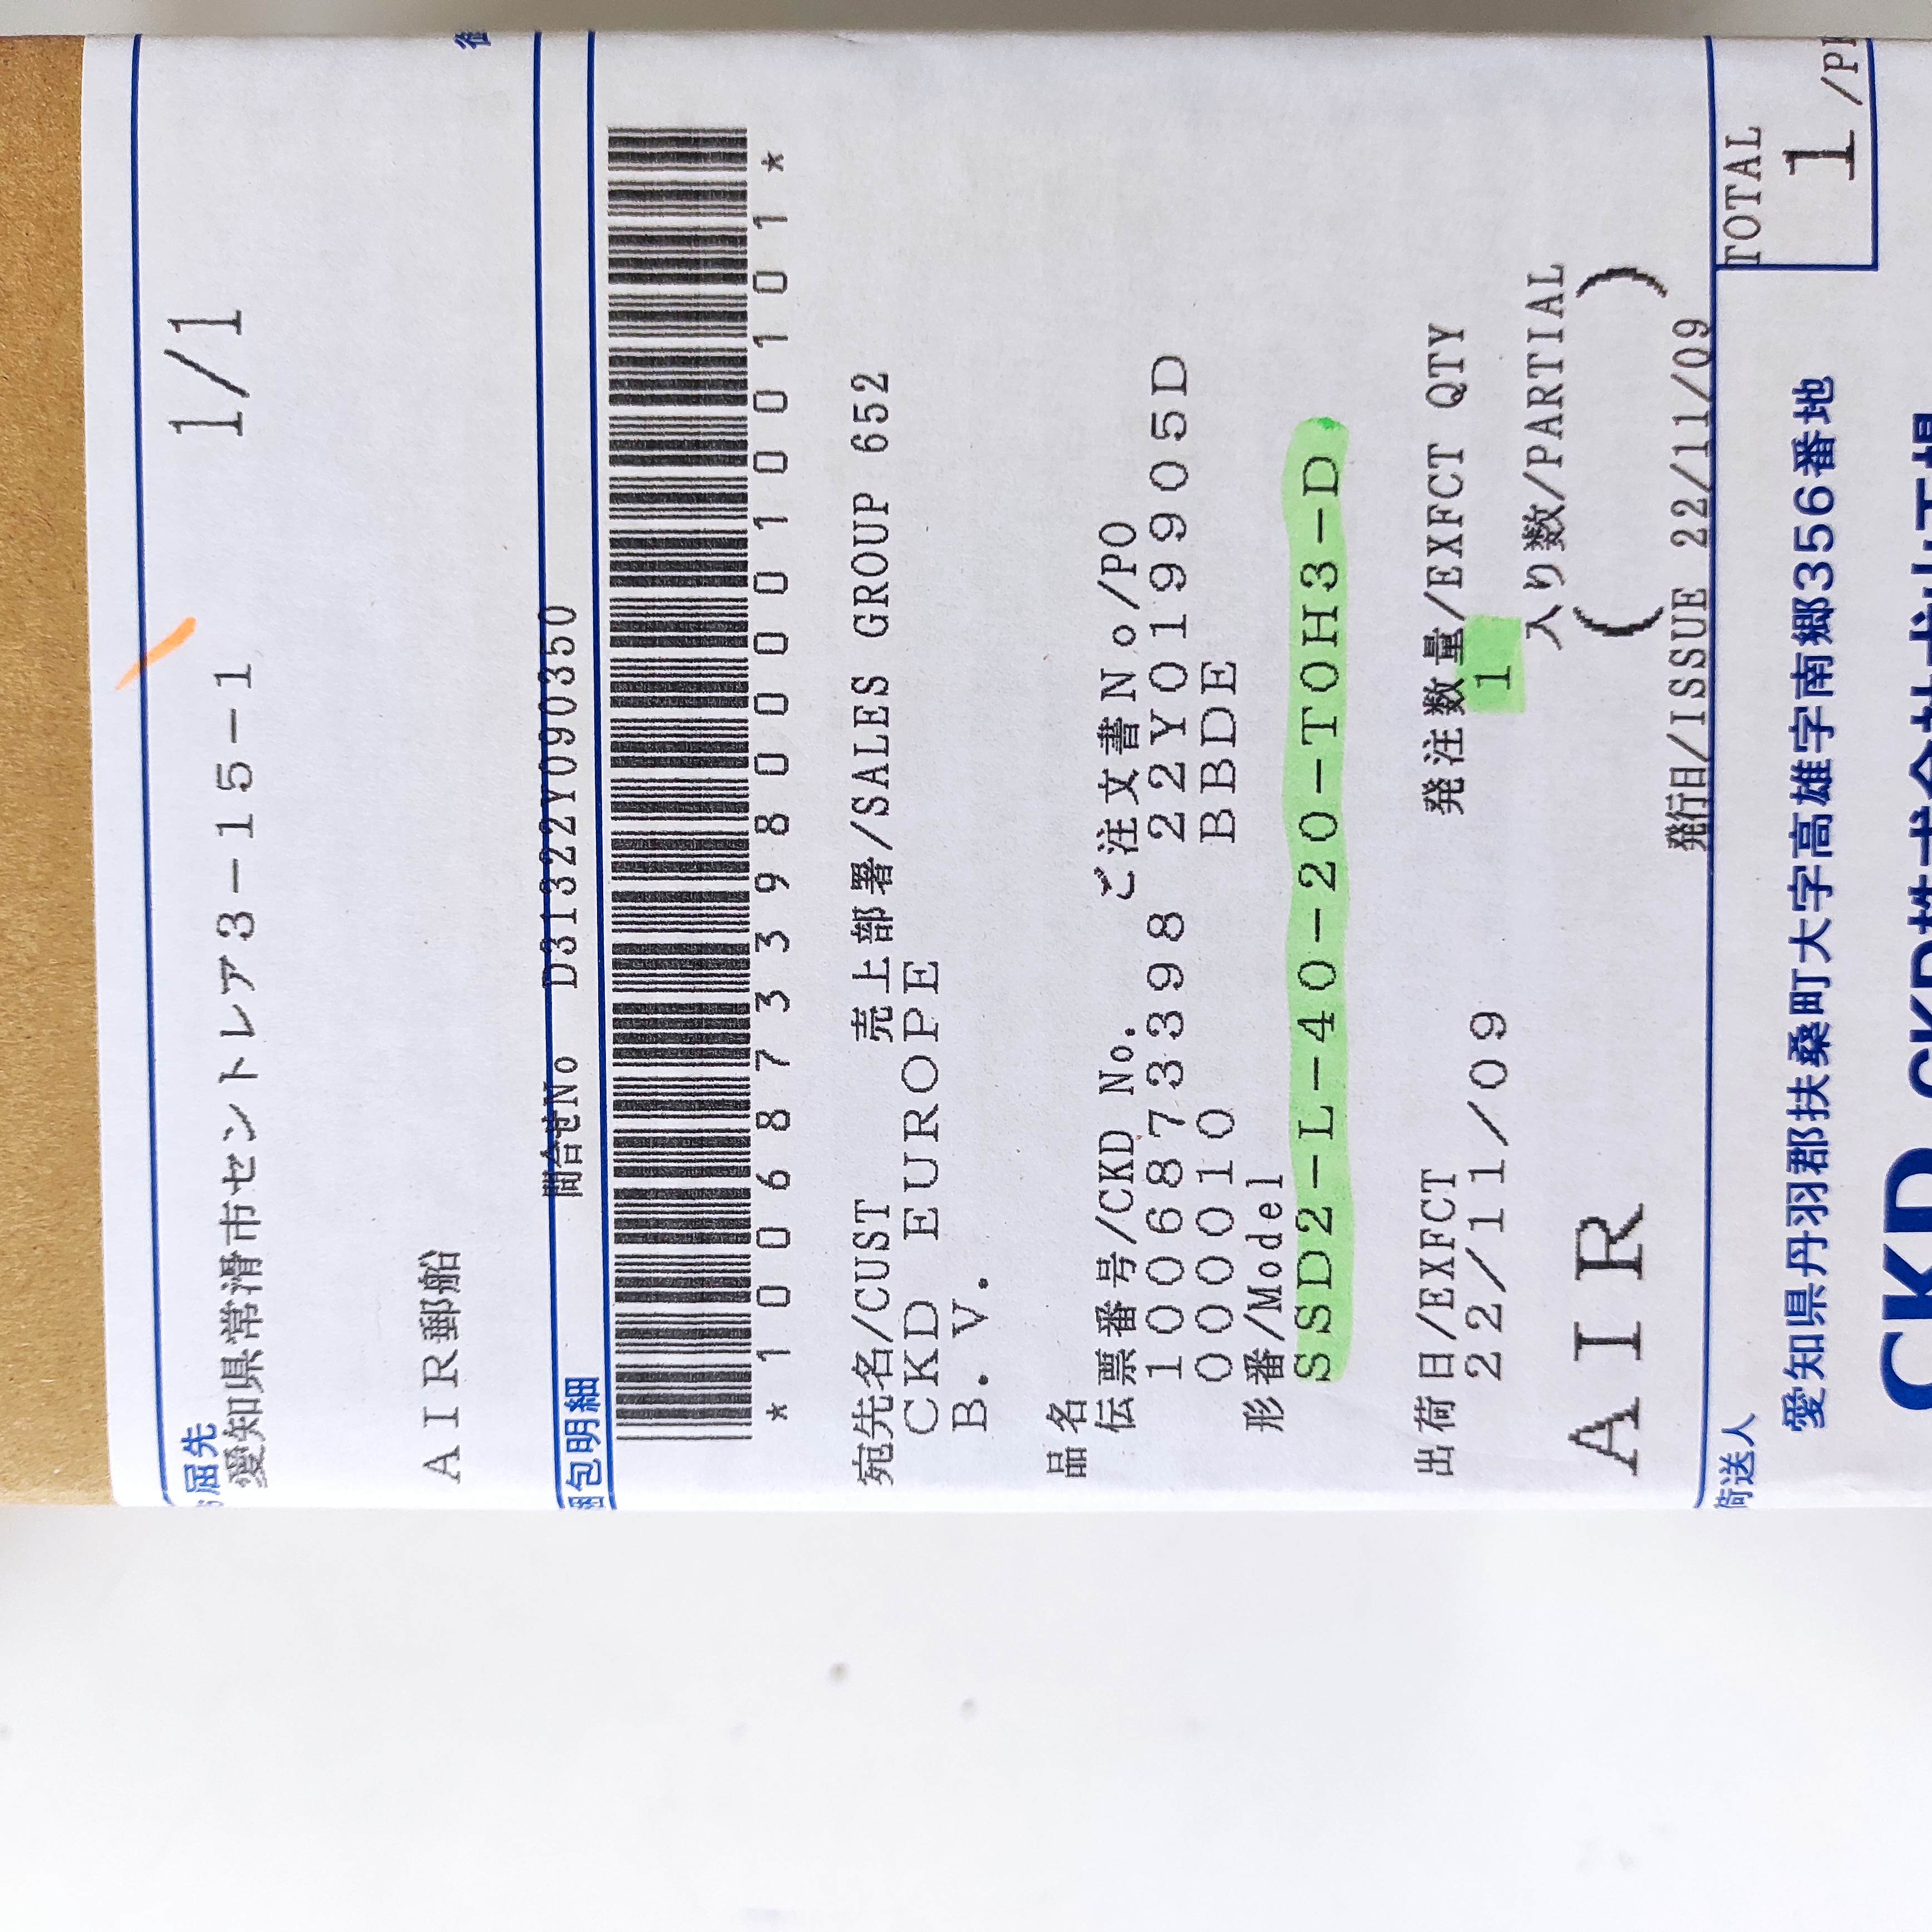 お届先
愛知県常滑市セントレア3-15-1
1/1
AIR郵船
問合せNo D3132Y090350
梱包明細
*1006873398000100101*
宛先名/CUST 売上部署/SALES GROUP 652
CKD EUROPE
B. V.
品名
伝票番号/CKD No. ご注文書No/PO
1006873398 22Y019905D
000010 BBDE
形番/Model
SSD2-L-40-20-T0H3-D
出荷日/EXFCT 発注数量/EXFCT QTY
22/11/09 1
入り数/PARTIAL
AIR ( )
発行日/ISSUE 22/11/09
荷送人
TOTAL
1
愛知県丹羽郡扶桑町大字高雄字南郷356番地
CKD